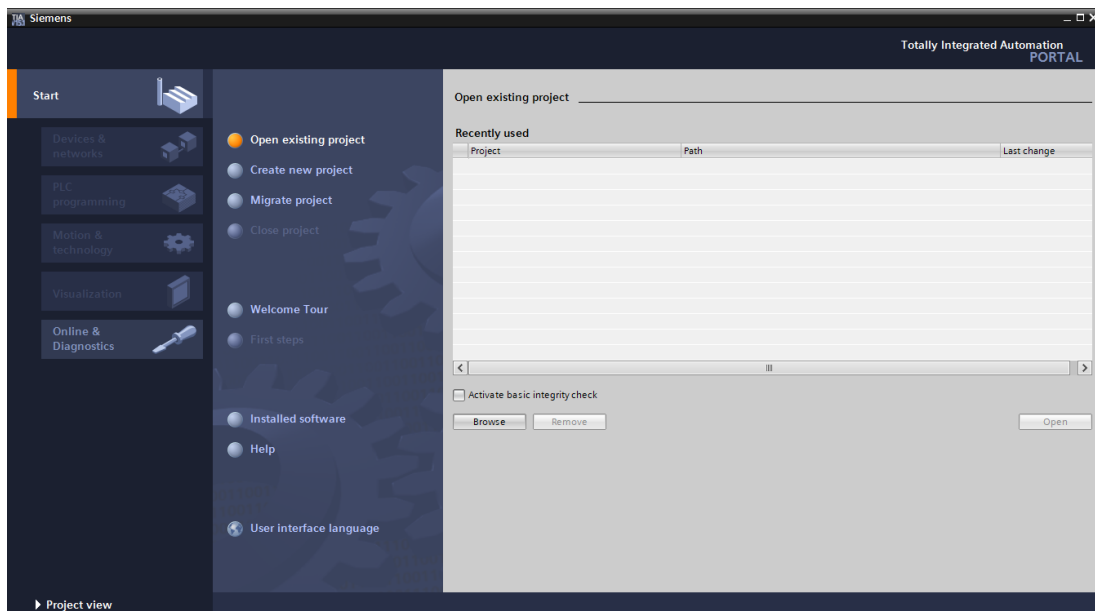 Siemens
Totally Integrated Automation
PORTAL
Start
Devices &
networks
PLC
programming
Motion &
technology
Visualization
Online &
Diagnostics
Project view
Open existing project
Create new project
Migrate project
Close project
Welcome Tour
First steps
Installed software
Help
User interface language
Open existing project
Recently used
Project Path Last change
Activate basic integrity check
Browse Remove Open